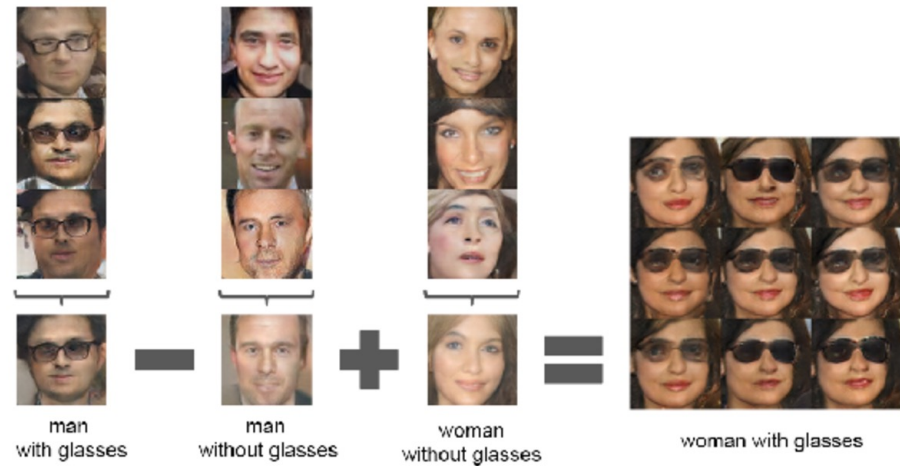 man
with glasses
man
without glasses
woman
without glasses
woman with glasses